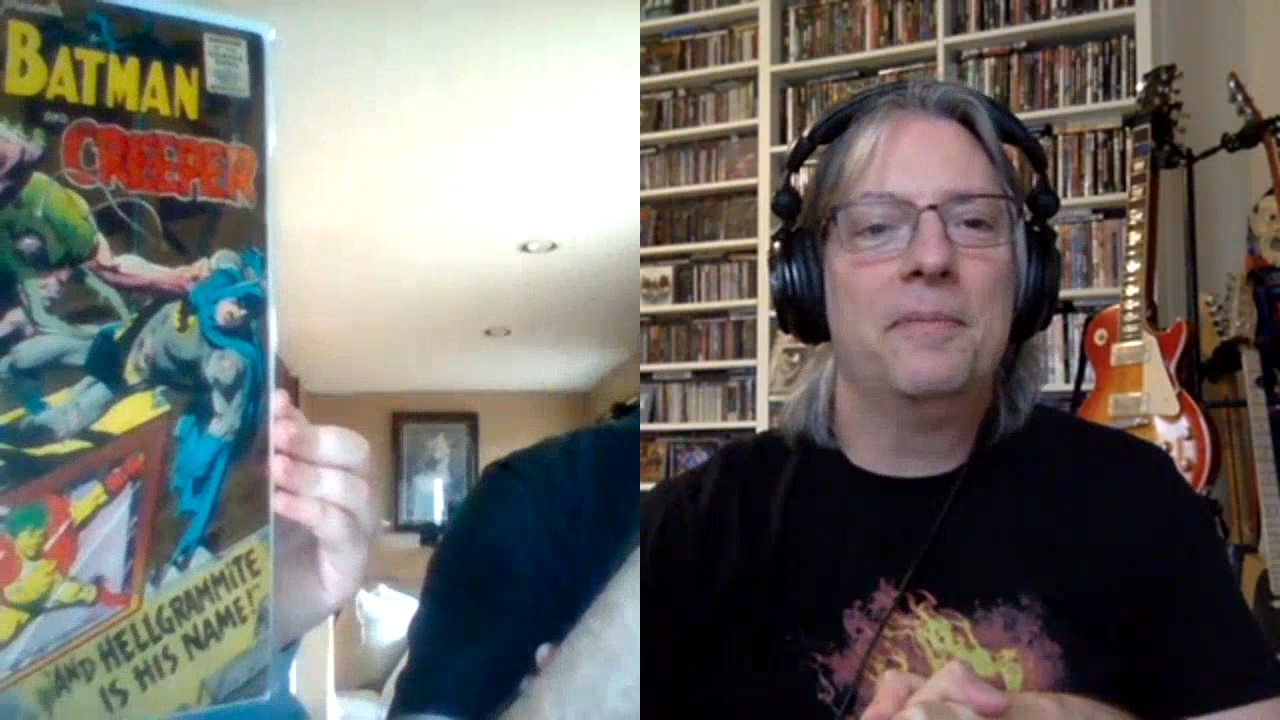 BATMAN
CREEPER
"AND HELLGRAMMITE
IS HIS NAME!"